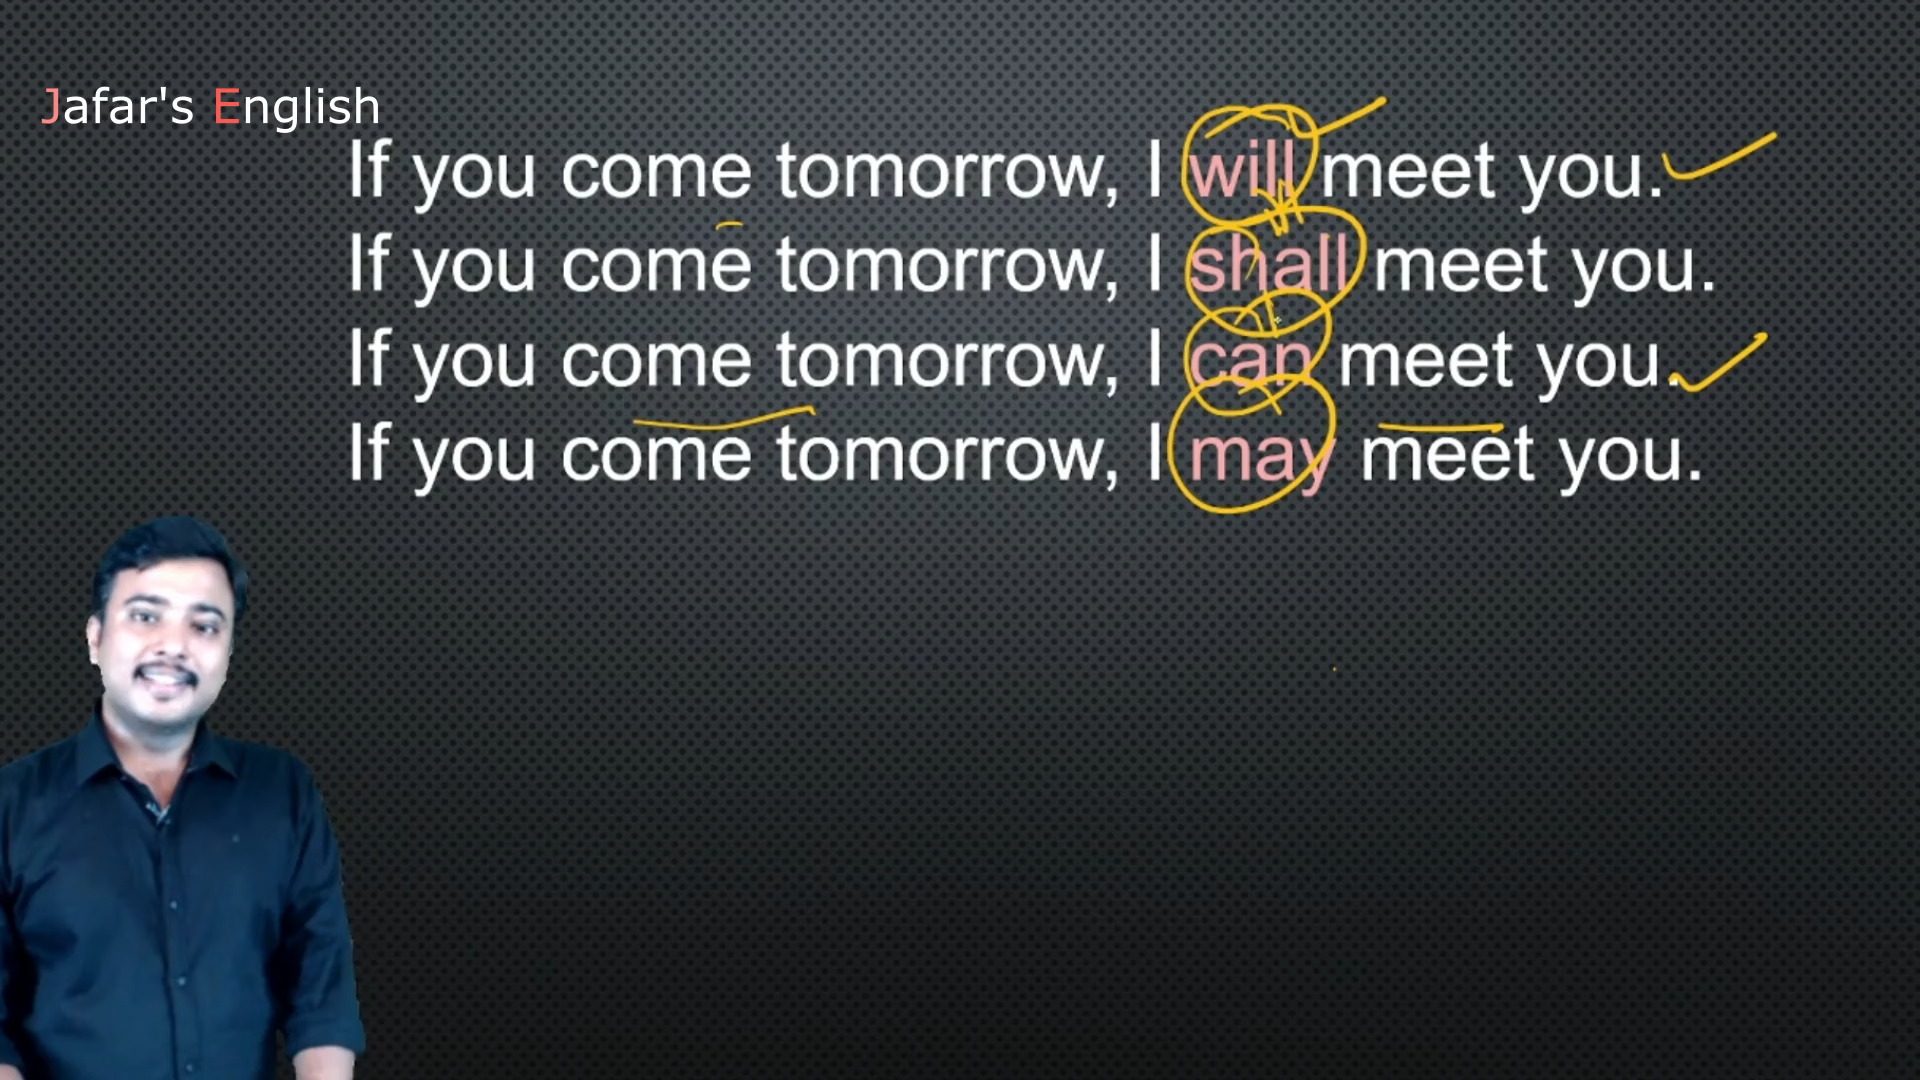 Jafar's English
If you come tomorrow, I will meet you.
If you come tomorrow, I shall meet you.
If you come tomorrow, I can meet you.
If you come tomorrow, I may meet you.